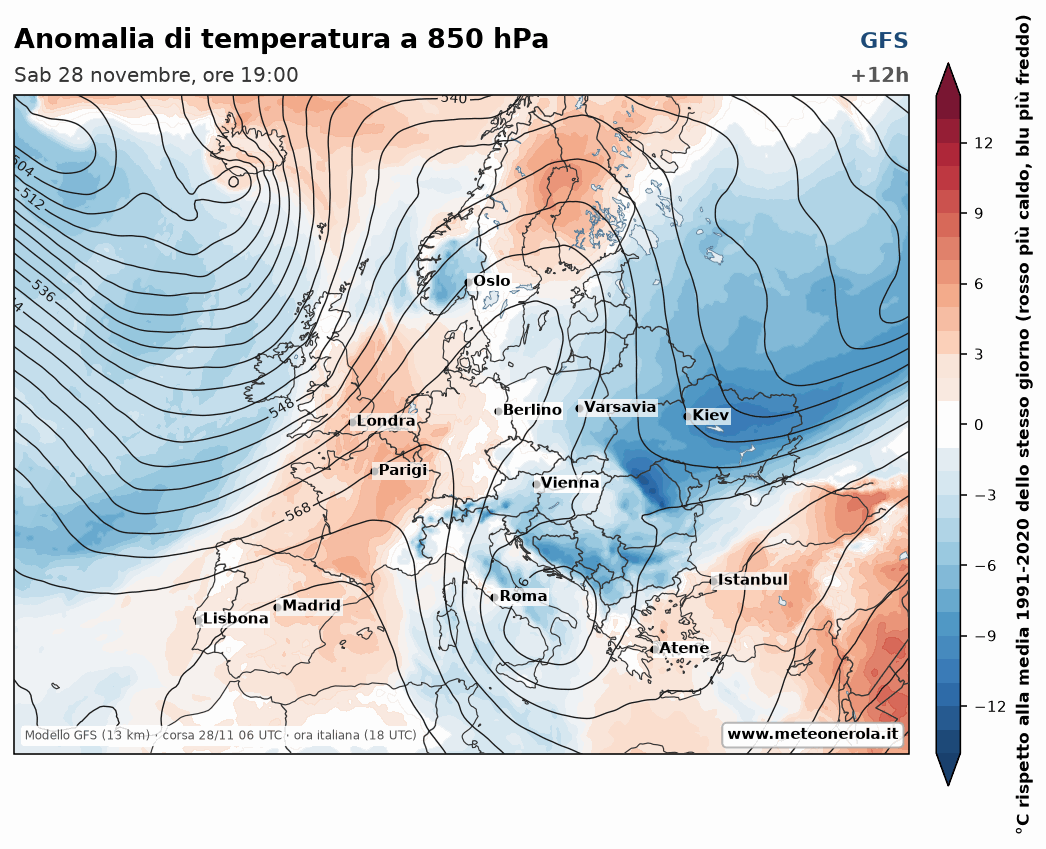 Anomalia di temperatura a 850 hPa
GFS
Sab 28 novembre, ore 19:00
+12h
540
504
512
536
4
548
568
Oslo
Berlino
Varsavia
Kiev
Londra
Parigi
Vienna
Istanbul
Roma
Madrid
Lisbona
Atene
Modello GFS (13 km) · corsa 28/11 06 UTC · ora italiana (18 UTC)
www.meteonerola.it
12
9
6
3
0
−3
−6
−9
−12
°C rispetto alla media 1991-2020 dello stesso giorno (rosso più caldo, blu più freddo)